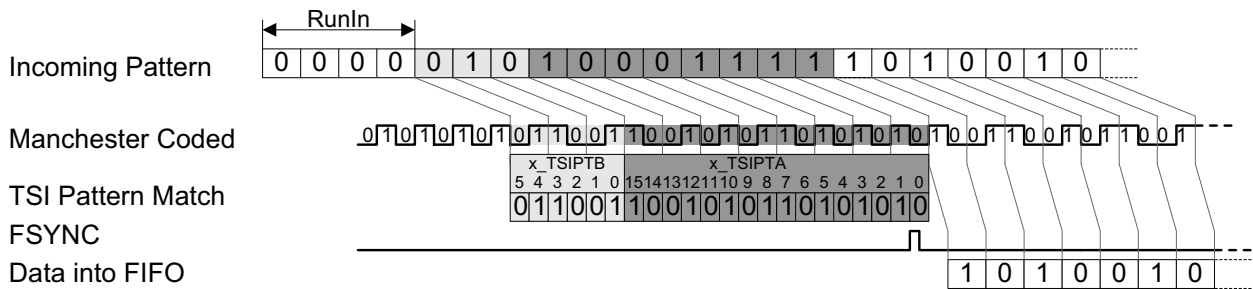 RunIn
Incoming Pattern 0 0 0 0 0 1 0 1 0 0 0 1 1 1 1 1 0 1 0 0 1 0
Manchester Coded 0 1 0 1 0 1 0 1 0 1 1 0 0 1 1 0 0 1 0 1 0 1 1 0 1 0 1 0 1 0 1 0 0 1 1 0 0 1 0 1 1 0 0 1
x_TSIPTB x_TSIPTA
5 4 3 2 1 0 15 14 13 12 11 10 9 8 7 6 5 4 3 2 1 0
TSI Pattern Match 0 1 1 0 0 1 1 0 0 1 0 1 0 1 1 0 1 0 1 0 1 0
FSYNC
Data into FIFO 1 0 1 0 0 1 0